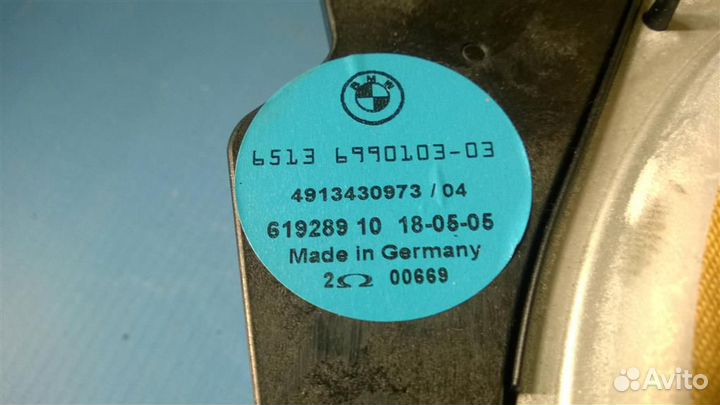 BMW
6513 6990103-03
4913430973 / 04
619289 10 18-05-05
Made in Germany
2Ω 00669
Avito